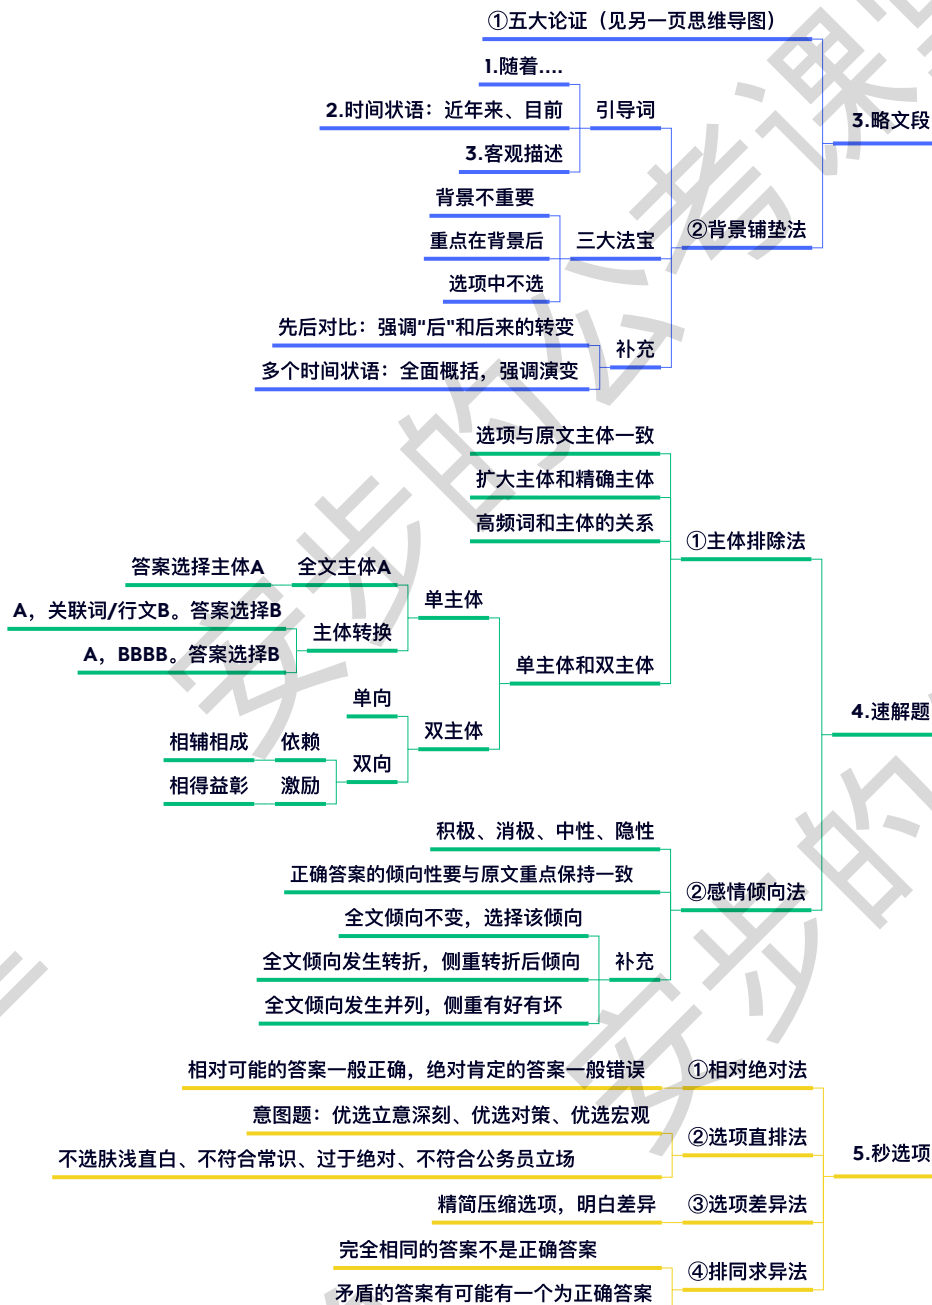 ①五大论证（见另一页思维导图）
1.随着....
2.时间状语：近年来、目前
引导词
3.略文段
3.客观描述
背景不重要
重点在背景后
三大法宝
②背景铺垫法
选项中不选
先后对比：强调"后"和后来的转变
补充
多个时间状语：全面概括，强调演变
选项与原文主体一致
扩大主体和精确主体
高频词和主体的关系
①主体排除法
答案选择主体A
全文主体A
单主体
A，关联词/行文B。答案选择B
主体转换
A，BBBB。答案选择B
单主体和双主体
单向
4.速解题
双主体
相辅相成
依赖
双向
相得益彰
激励
积极、消极、中性、隐性
正确答案的倾向性要与原文重点保持一致
②感情倾向法
全文倾向不变，选择该倾向
全文倾向发生转折，侧重转折后倾向
补充
全文倾向发生并列，侧重有好有坏
相对可能的答案一般正确，绝对肯定的答案一般错误
①相对绝对法
意图题：优选立意深刻、优选对策、优选宏观
②选项直排法
不选肤浅直白、不符合常识、过于绝对、不符合公务员立场
5.秒选项
精简压缩选项，明白差异
③选项差异法
完全相同的答案不是正确答案
④排同求异法
矛盾的答案有可能有一个为正确答案
安步的公考课堂
安步的